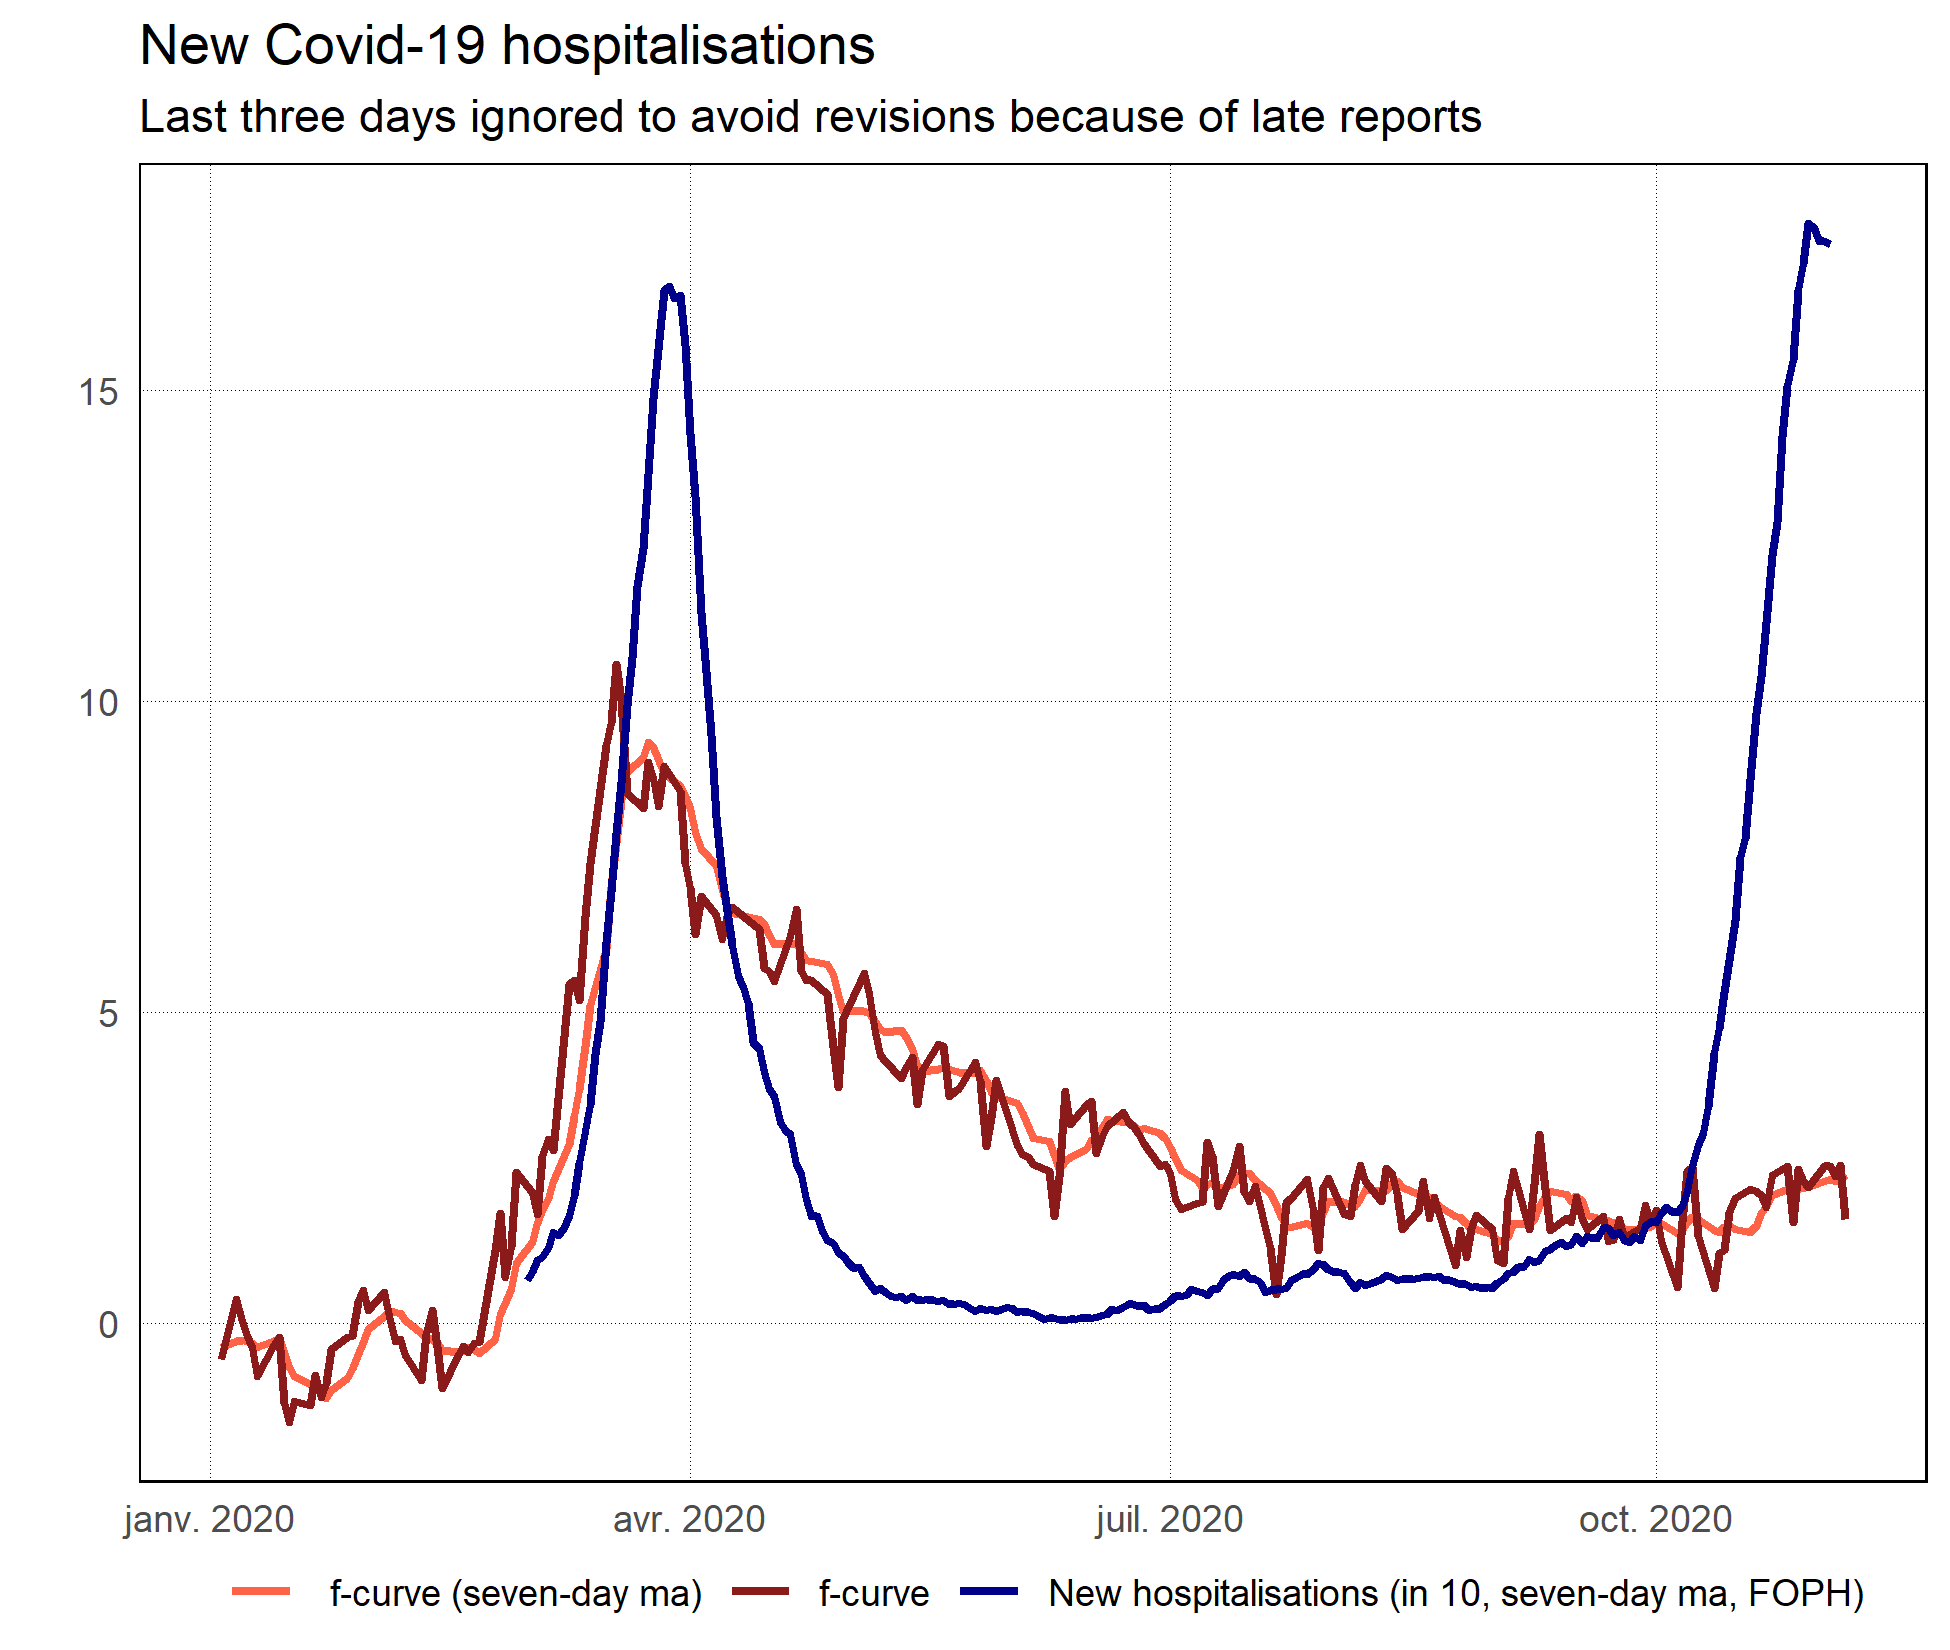 New Covid-19 hospitalisations
Last three days ignored to avoid revisions because of late reports
15
10
5
0
janv. 2020 avr. 2020 juil. 2020 oct. 2020
f-curve (seven-day ma) f-curve New hospitalisations (in 10, seven-day ma, FOPH)